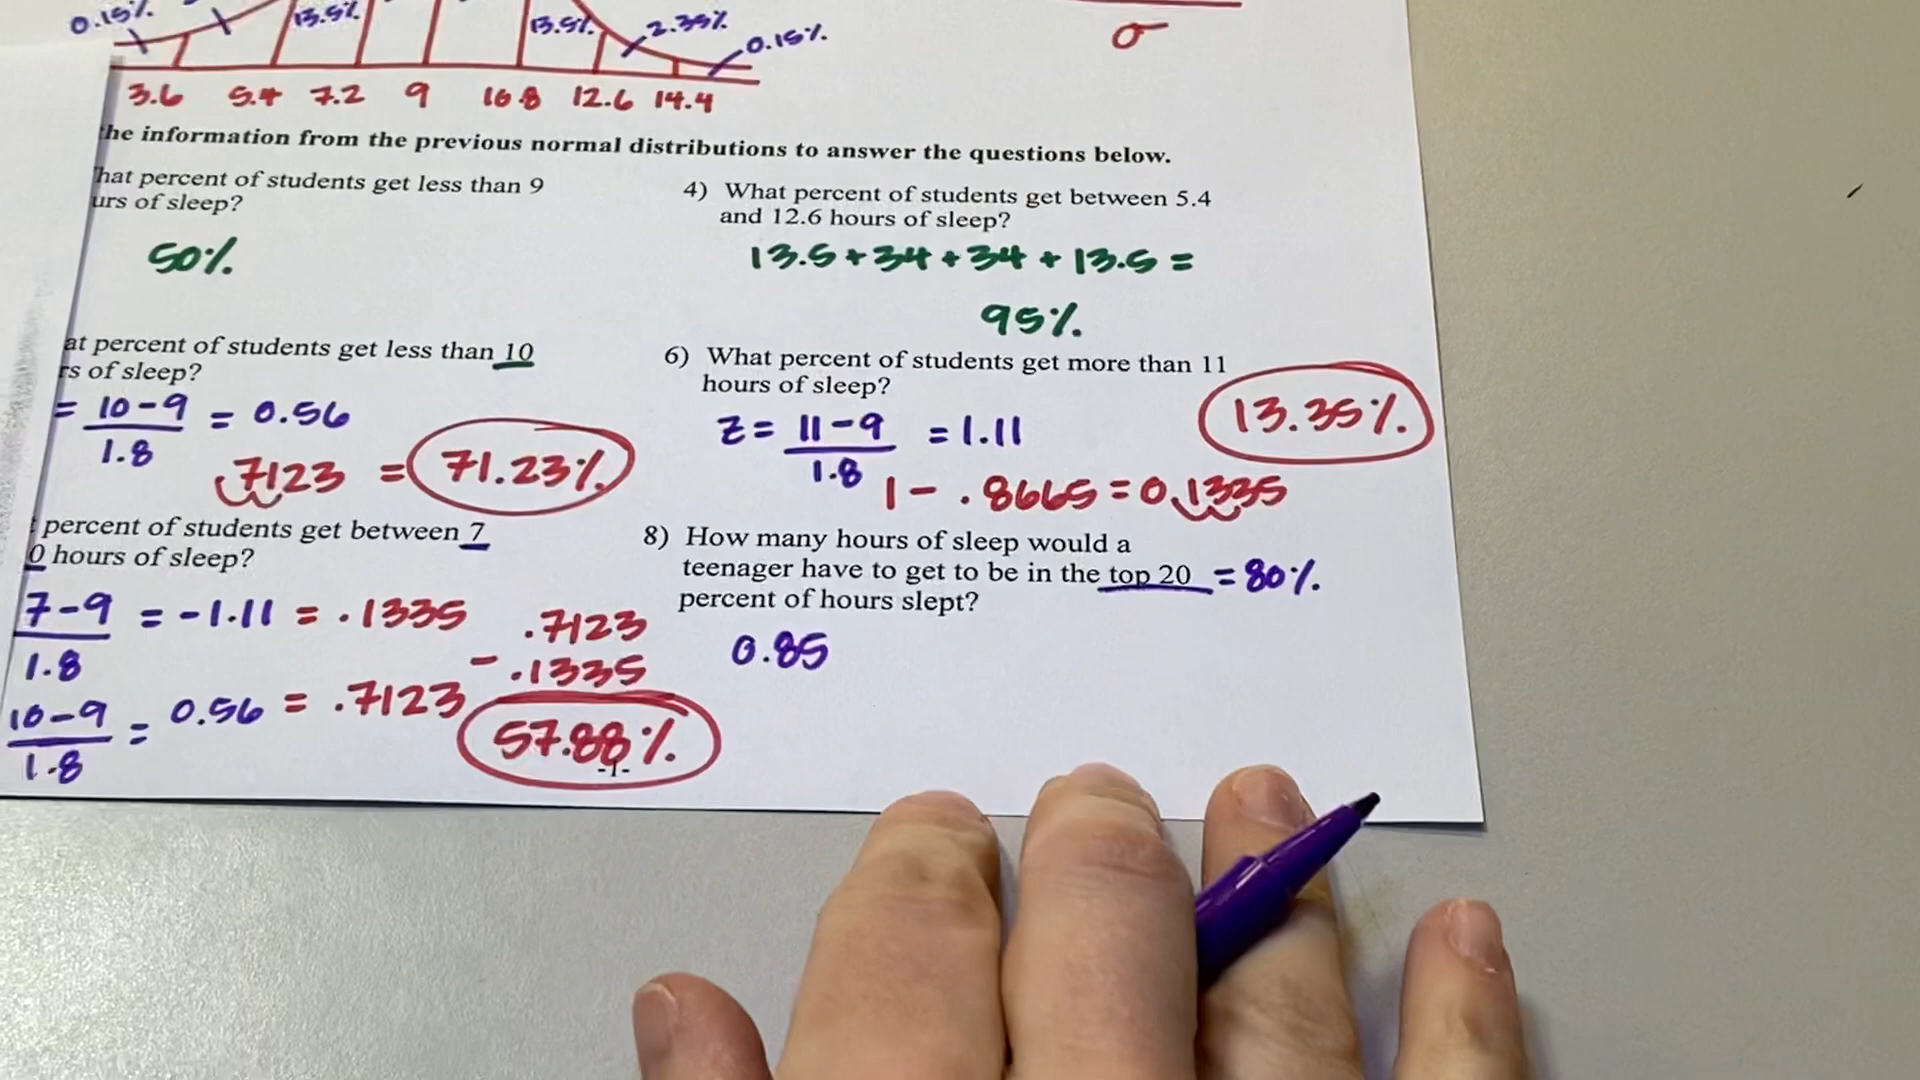 0.15% 13.5% 13.5% 2.35% 0.15%
σ
3.6 5.4 7.2 9 10.8 12.6 14.4
he information from the previous normal distributions to answer the questions below.
hat percent of students get less than 9
urs of sleep?
50%
4) What percent of students get between 5.4
and 12.6 hours of sleep?
13.5 + 34 + 34 + 13.5 =
95%
at percent of students get less than 10
rs of sleep?
= 10-9 / 1.8 = 0.56
.7123 = 71.23%
6) What percent of students get more than 11
hours of sleep?
13.35%
z = 11-9 / 1.8 = 1.11
1 - .8665 = 0.1335
percent of students get between 7
0 hours of sleep?
7-9 / 1.8 = -1.11 = .1335
10-9 / 1.8 = 0.56 = .7123
.7123
- .1335
57.88%
-1-
8) How many hours of sleep would a
teenager have to get to be in the top 20 = 80%
percent of hours slept?
0.85